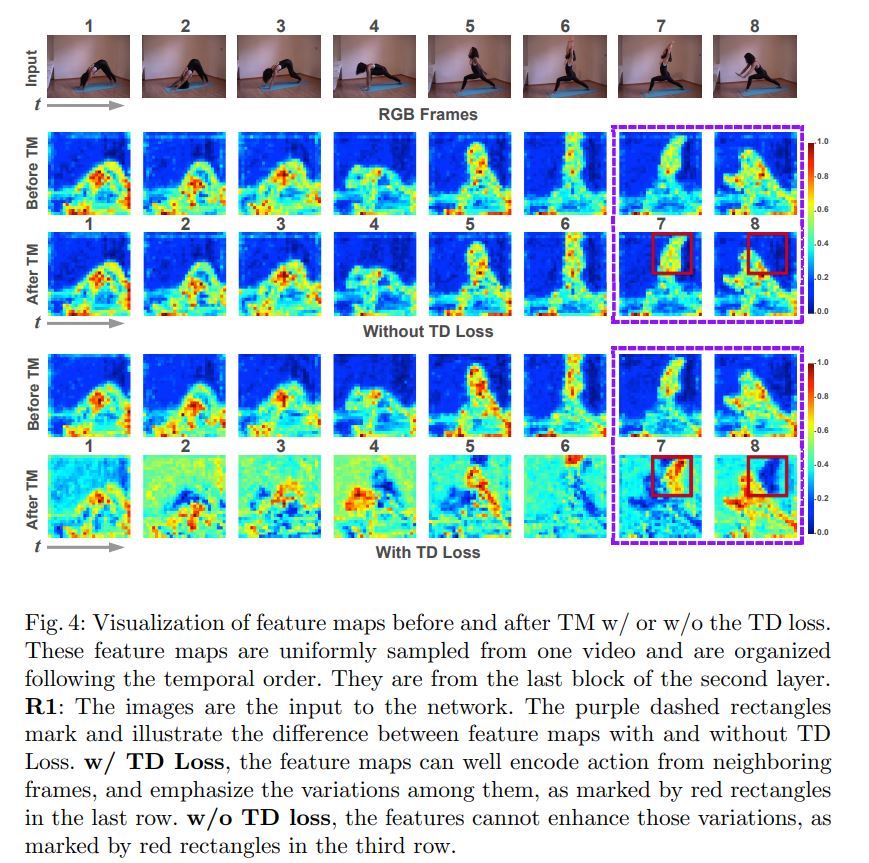 1 2 3 4 5 6 7 8
Input
t
RGB Frames
Before TM
1.0
0.8
0.6
0.4
0.2
0.0
1 2 3 4 5 6 7 8
After TM
t
Without TD Loss
Before TM
1.0
0.8
0.6
0.4
0.2
0.0
1 2 3 4 5 6 7 8
After TM
t
With TD Loss
Fig. 4: Visualization of feature maps before and after TM w/ or w/o the TD loss.
These feature maps are uniformly sampled from one video and are organized
following the temporal order. They are from the last block of the second layer.
R1: The images are the input to the network. The purple dashed rectangles
mark and illustrate the difference between feature maps with and without TD
Loss. w/ TD Loss, the feature maps can well encode action from neighboring
frames, and emphasize the variations among them, as marked by red rectangles
in the last row. w/o TD loss, the features cannot enhance those variations, as
marked by red rectangles in the third row.